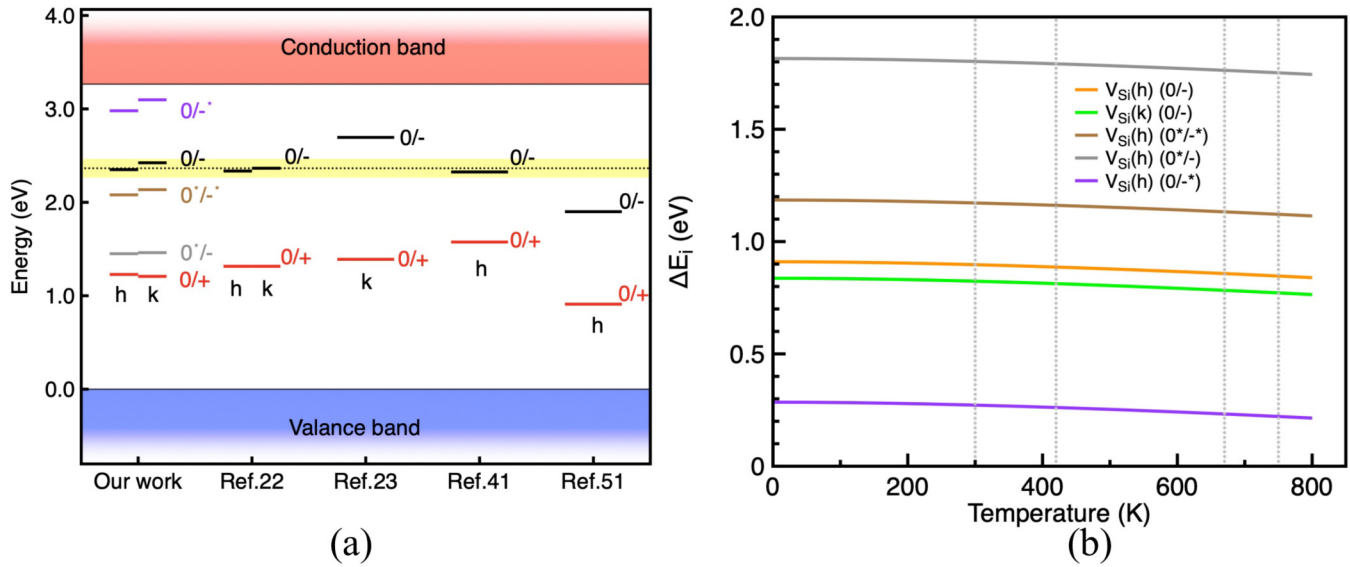 4.0
Conduction band
3.0
0/-*
0/-
0/-
0/-
0/-
0*/-*
2.0
0/-
0*/-
0/+
0/+
0/+
0/+
h k
h k
k
h
1.0
0/+
h
0.0
Valance band
Energy (eV)
Our work Ref.22 Ref.23 Ref.41 Ref.51
(a)
2.0
1.5
1.0
0.5
0
ΔEi (eV)
VSi(h) (0/-)
VSi(k) (0/-)
VSi(h) (0*/-*)
VSi(h) (0*/-)
VSi(h) (0/-*)
0 200 400 600 800
Temperature (K)
(b)